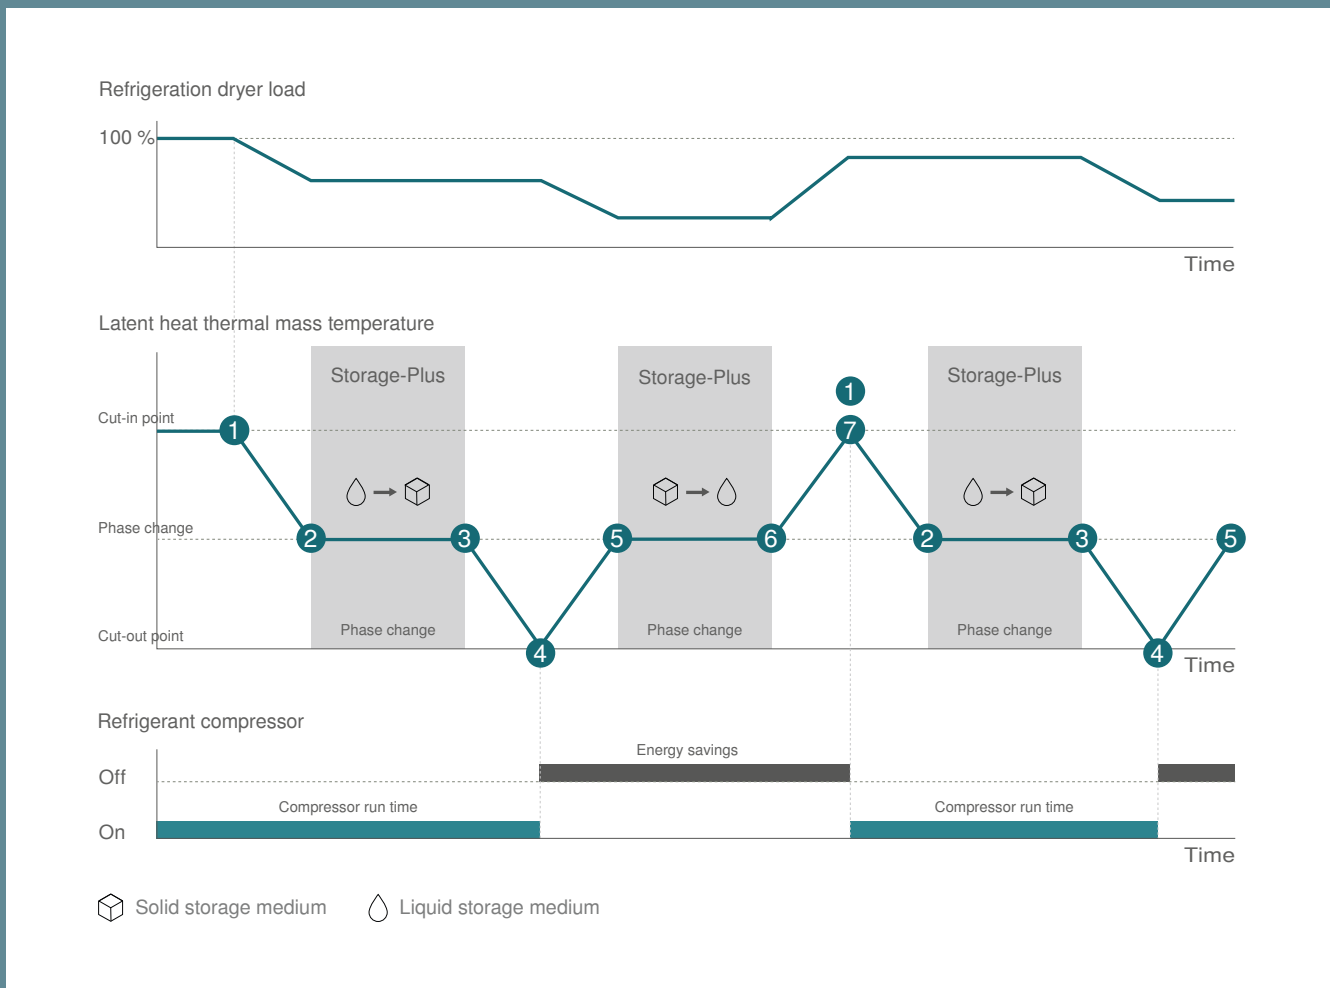 Refrigeration dryer load
100 %
Time
Latent heat thermal mass temperature
Storage-Plus
Storage-Plus
Storage-Plus
1
Cut-in point
1
7
Phase change
2
3
5
6
2
3
5
Cut-out point
Phase change
Phase change
Phase change
4
4
Time
Refrigerant compressor
Energy savings
Off
Compressor run time
Compressor run time
On
Time
Solid storage medium
Liquid storage medium